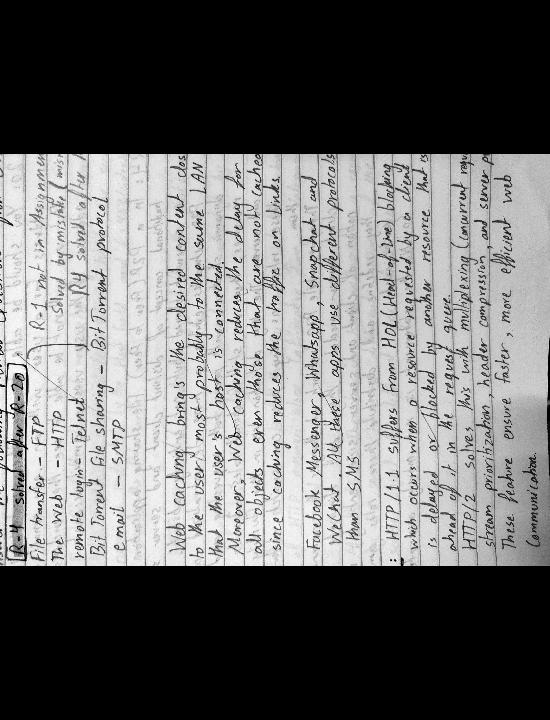 R-4 solved after R-20
File transfer - FTP
R-1 not in Assignmen
The web - HTTP
Solved by mistake
remote login - Telnet
R4 solved after
Bit Torrent file sharing - BitTorrent protocol
email - SMTP
Web caching brings the desired content clos
to the user, most probably to the same LAN
that the user's host is connected.
Moreover, Web caching reduces the delay for
all objects even those that are not cached
since caching reduces the traffic on links.
Facebook Messenger, Whatsapp, Snapchat and
Wechat All these apps use different protocols
than SMS.
: HTTP/1.1 suffers from HOL (Head-of-line) blocking
which occurs when a resource requested by a client
is delayed or blocked by another resource that is
ahead of it in the request queue.
HTTP/2 solves this with multiplexing (concurrent requ
stream prioritization, header compression, and server p
These feature ensure faster, more efficient web
Communication.